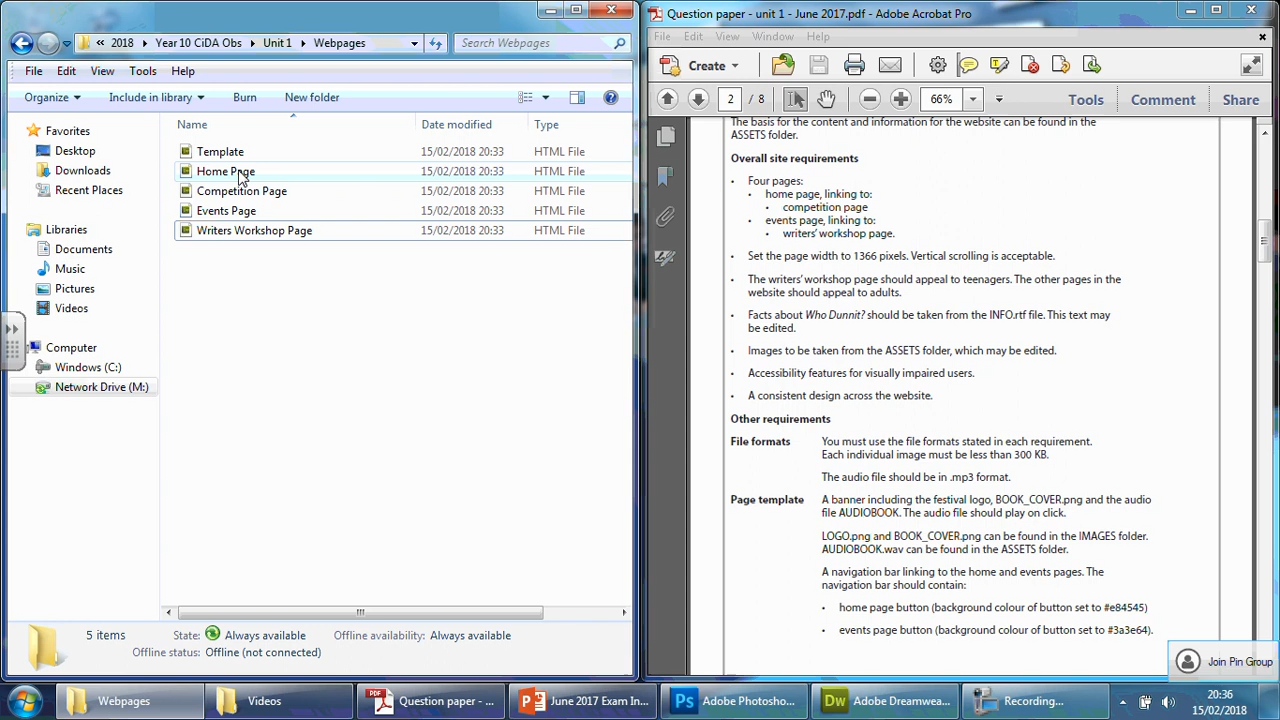 2018 Year 10 CiDA Obs Unit 1 Webpages
Search Webpages
File Edit View Tools Help
Organize Include in library Burn New folder
Name Date modified Type
Favorites
Desktop
Downloads
Recent Places
Libraries
Documents
Music
Pictures
Videos
Computer
Windows (C:)
Network Drive (M:)
Template 15/02/2018 20:33 HTML File
Home Page 15/02/2018 20:33 HTML File
Competition Page 15/02/2018 20:33 HTML File
Events Page 15/02/2018 20:33 HTML File
Writers Workshop Page 15/02/2018 20:33 HTML File
5 items State: Always available Offline availability: Always available
Offline status: Offline (not connected)
Question paper - unit 1 - June 2017.pdf - Adobe Acrobat Pro
File Edit View Window Help
Create
2 / 8 66% Tools Comment Share
The basis for the content and information for the website can be found in the
ASSETS folder.
Overall site requirements
• Four pages:
• home page, linking to:
• competition page
• events page, linking to:
• writers' workshop page.
• Set the page width to 1366 pixels. Vertical scrolling is acceptable.
• The writers' workshop page should appeal to teenagers. The other pages in the
website should appeal to adults.
• Facts about Who Dunnit? should be taken from the INFO.rtf file. This text may
be edited.
• Images to be taken from the ASSETS folder, which may be edited.
• Accessibility features for visually impaired users.
• A consistent design across the website.
Other requirements
File formats You must use the file formats stated in each requirement.
Each individual image must be less than 300 KB.
The audio file should be in .mp3 format.
Page template A banner including the festival logo, BOOK_COVER.png and the audio
file AUDIOBOOK. The audio file should play on click.
LOGO.png and BOOK_COVER.png can be found in the IMAGES folder.
AUDIOBOOK.wav can be found in the ASSETS folder.
A navigation bar linking to the home and events pages. The
navigation bar should contain:
• home page button (background colour of button set to #e84545)
• events page button (background colour of button set to #3a3e64).
Join Pin Group
Webpages
Videos
PDF
Question paper - ...
June 2017 Exam In...
Ps
Adobe Photosho...
Dw
Adobe Dreamwea...
Recording...
20:36
15/02/2018